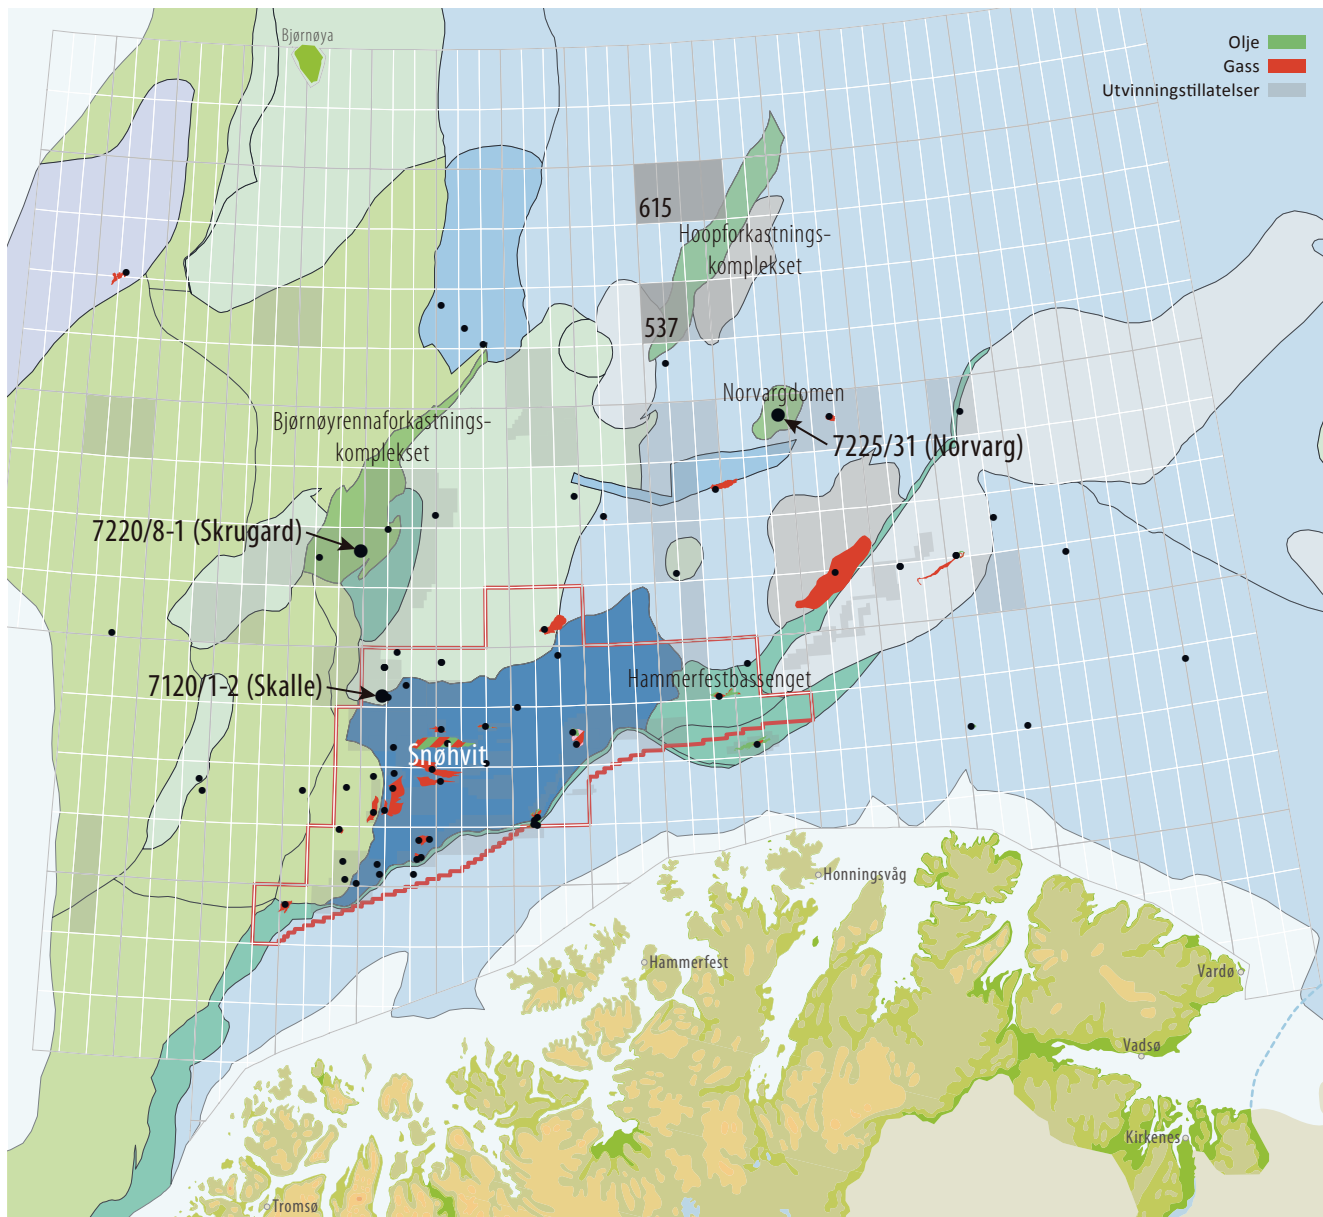 Bjørnøya
Olje
Gass
Utvinningstillatelser
615
Hoopforkastnings-
komplekset
537
Norvargdomen
Bjørnøyrennaforkastnings-
komplekset
7225/31 (Norvarg)
7220/8-1 (Skrugard)
Hammerfestbassenget
7120/1-2 (Skalle)
Snøhvit
Honningsvåg
Hammerfest
Vardø
Vadsø
Kirkenes
Tromsø